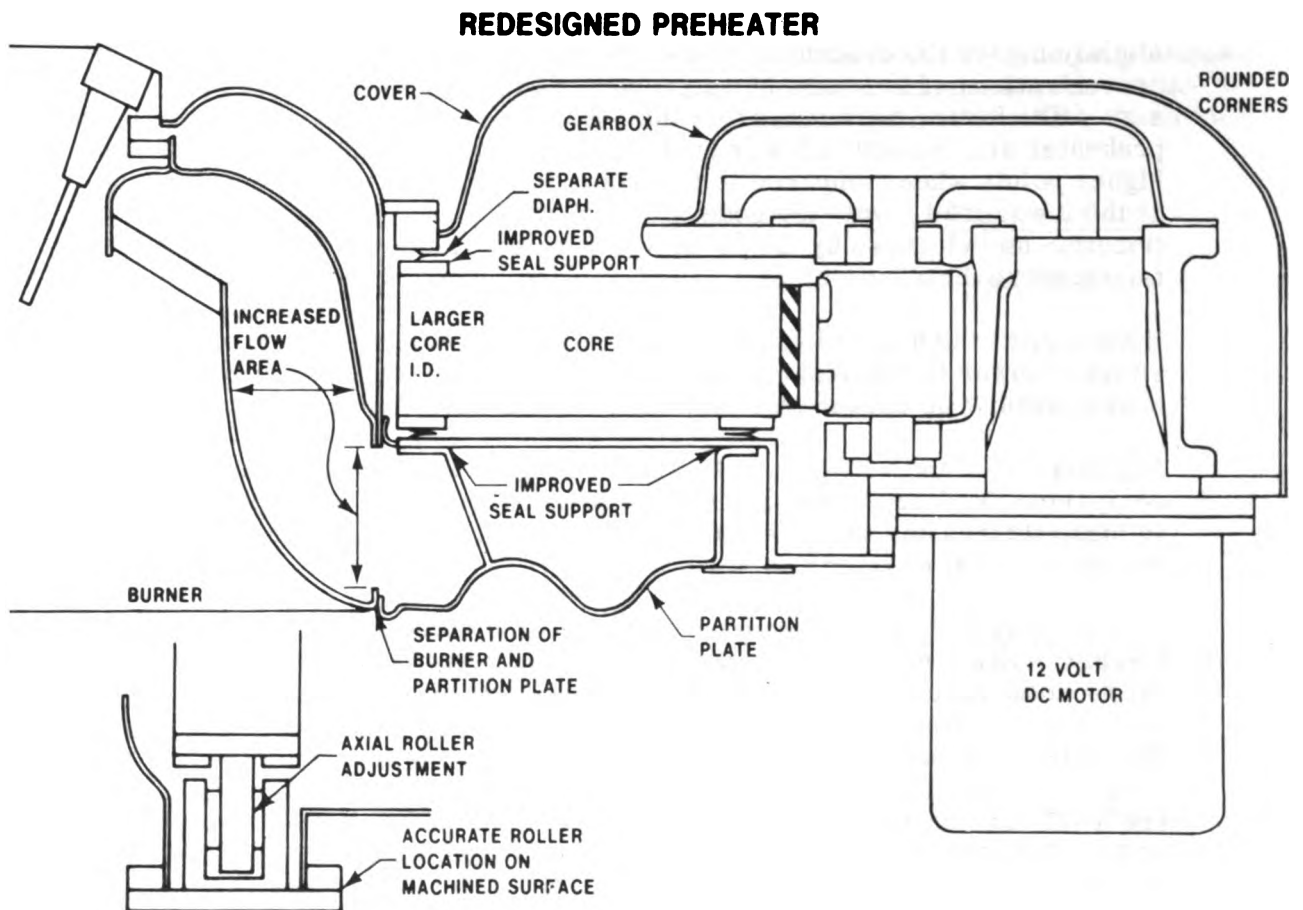 REDESIGNED PREHEATER
COVER
ROUNDED
CORNERS
GEARBOX
SEPARATE
DIAPH.
IMPROVED
SEAL SUPPORT
INCREASED
FLOW
AREA
LARGER
CORE
I.D.
CORE
IMPROVED
SEAL SUPPORT
BURNER
SEPARATION OF
BURNER AND
PARTITION PLATE
PARTITION
PLATE
12 VOLT
DC MOTOR
AXIAL ROLLER
ADJUSTMENT
ACCURATE ROLLER
LOCATION ON
MACHINED SURFACE